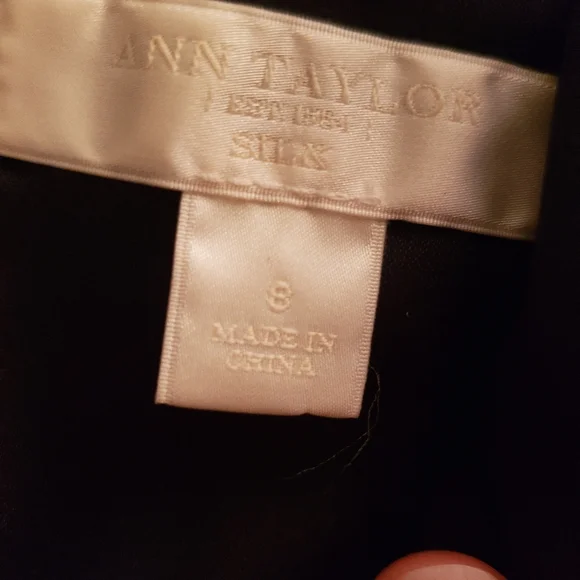 ANN TAYLOR
EST. 1954
SILK
8
MADE IN
CHINA